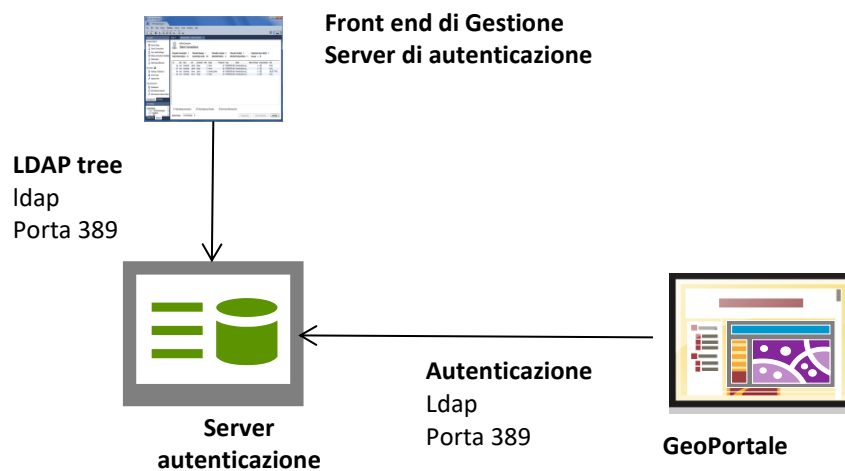 Front end di Gestione
Server di autenticazione
LDAP tree
ldap
Porta 389
Autenticazione
Ldap
Porta 389
Server
autenticazione
GeoPortale